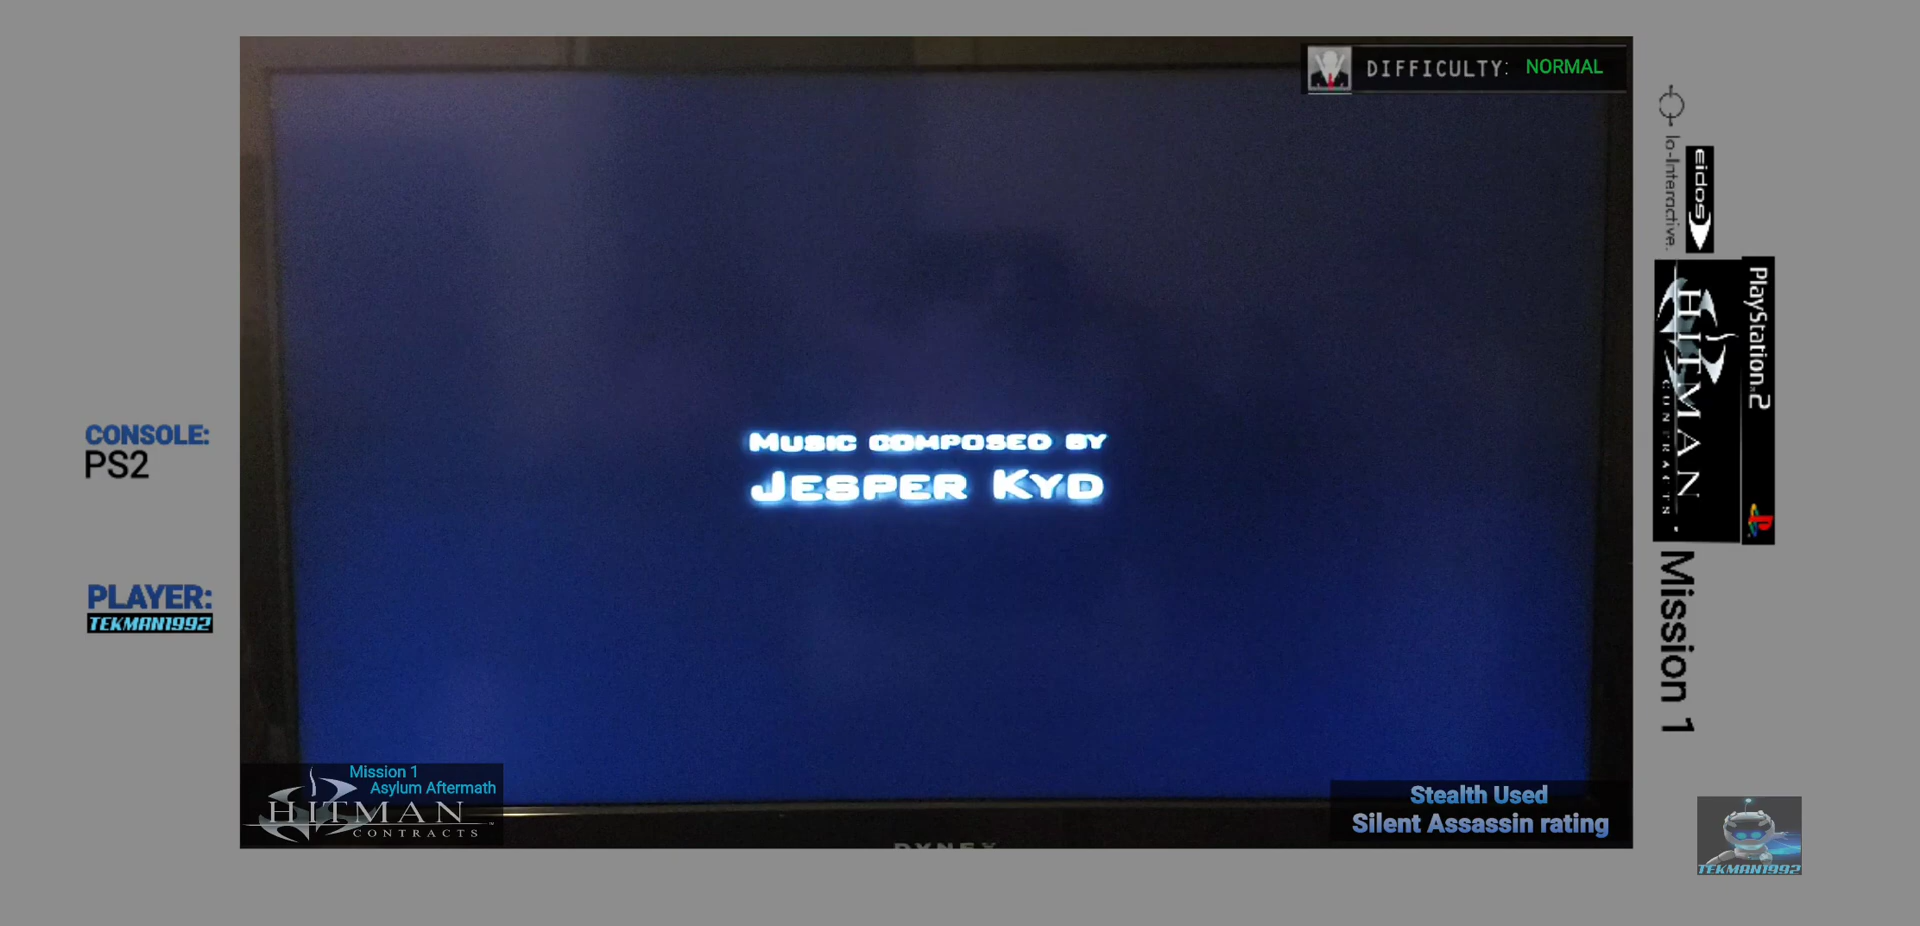 DIFFICULTY: NORMAL
Io-Interactive.
eidos
PlayStation 2
HITMAN
CONTRACTS
Mission 1
MUSIC COMPOSED BY
JESPER KYD
CONSOLE:
PS2
PLAYER:
TEKMAN1992
Mission 1
Asylum Aftermath
HITMAN
CONTRACTS
Stealth Used
Silent Assassin rating
DYNEX
TEKMAN1992